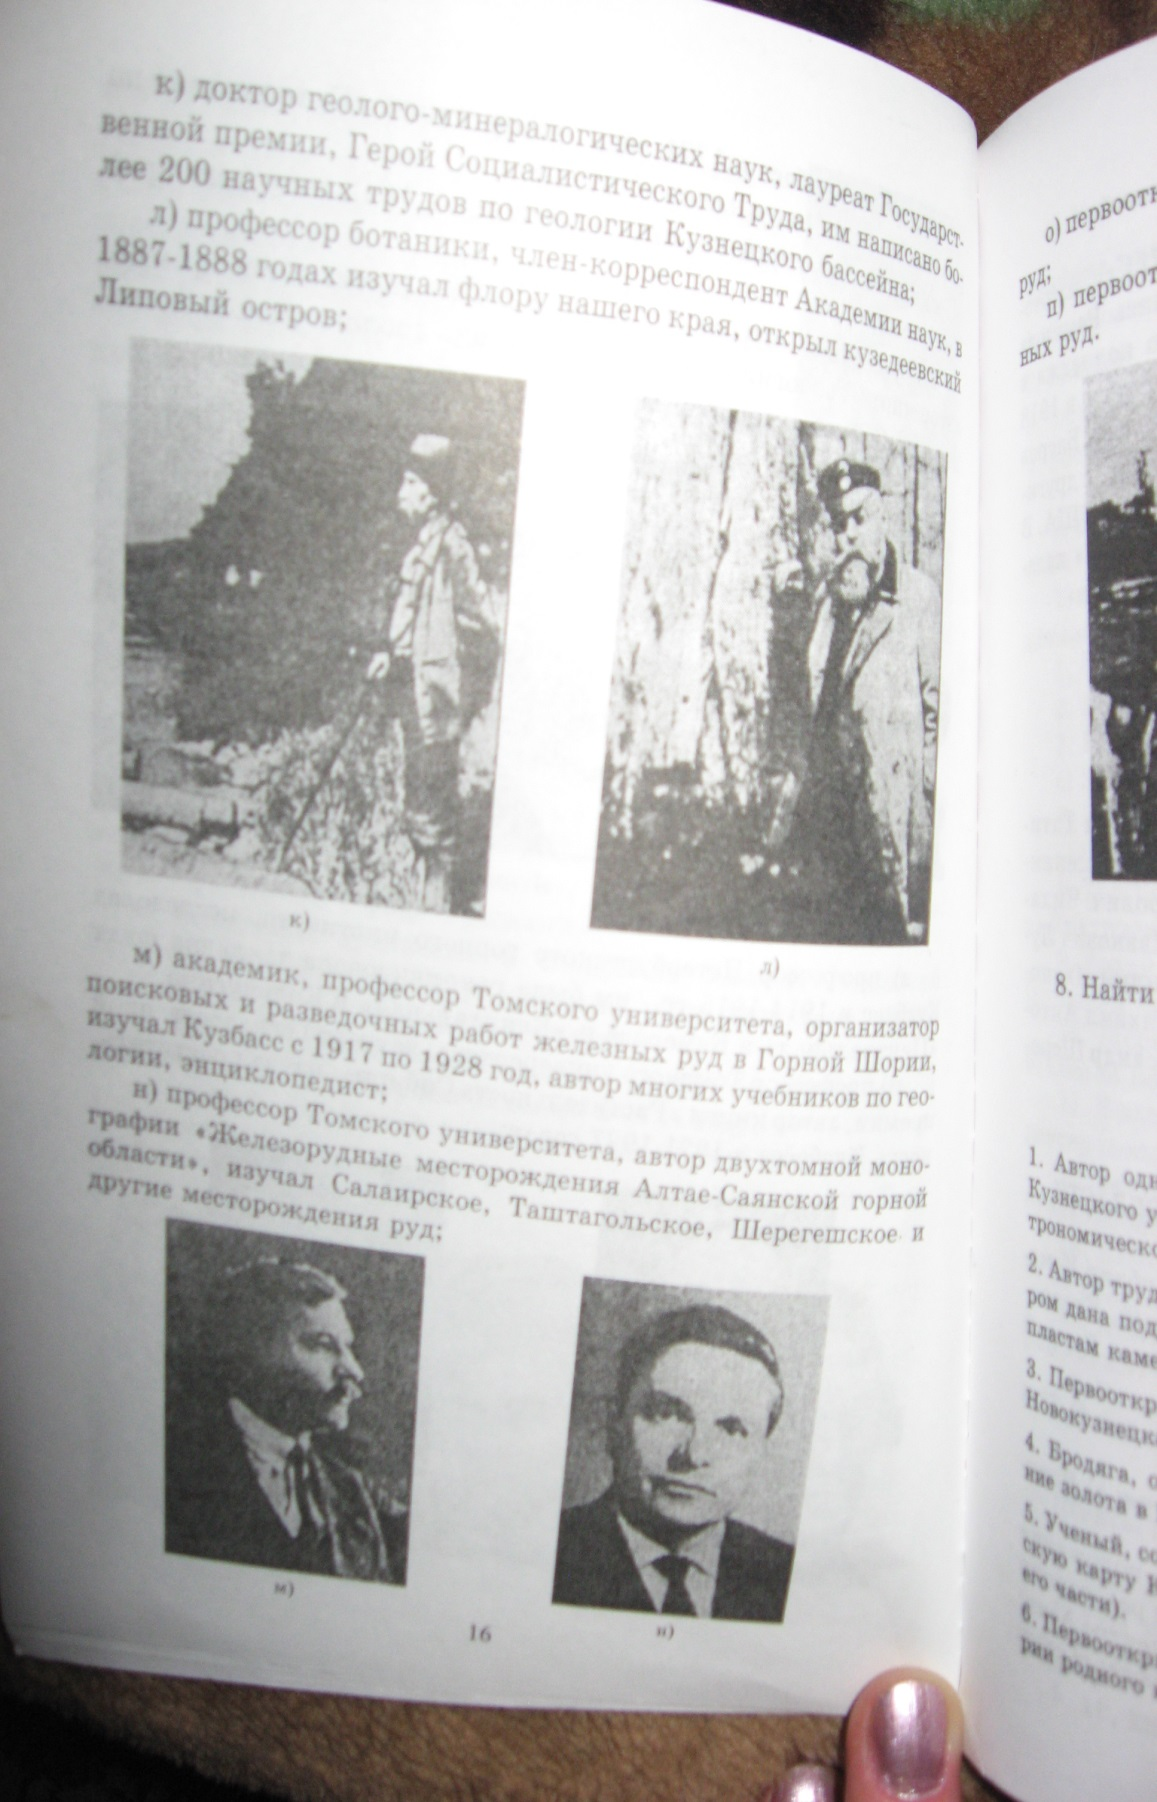 к) доктор геолого-минералогических наук, лауреат Государст-
венной премии, Герой Социалистического Труда, им написано бо-
лее 200 научных трудов по геологии Кузнецкого бассейна;
л) профессор ботаники, член-корреспондент Академии наук, в
1887-1888 годах изучал флору нашего края, открыл кузедеевский
Липовый остров;
к)
л)
м) академик, профессор Томского университета, организатор
поисковых и разведочных работ железных руд в Горной Шории,
изучал Кузбасс с 1917 по 1928 год, автор многих учебников по гео-
логии, энциклопедист;
н) профессор Томского университета, автор двухтомной моно-
графии «Железорудные месторождения Алтае-Саянской горной
области», изучал Салаирское, Таштагольское, Шерегешское и
другие месторождения руд;
м)
н)
16
о) первоотк
руд;
п) первоот
ных руд.
8. Найти
1. Автор одн
Кузнецкого у
трономическо
2. Автор труд
ром дана под
пластам каме
3. Первооткр
Новокузнецк
4. Бродяга, о
ние золота в
5. Ученый, со
скую карту К
его части).
6. Первооткр
рии родного